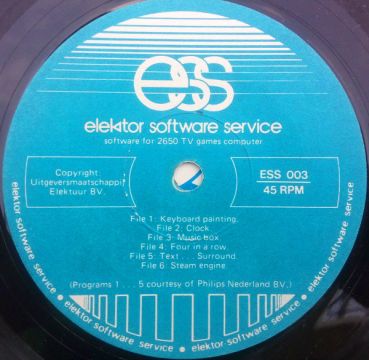 ess
elektor software service
software for 2650 TV games computer
Copyright:
Uitgeversmaatschappij
Elektuur BV.
ESS 003
45 RPM
File 1: Keyboard painting.
File 2: Clock.
File 3: Music box.
File 4: Four in a row.
File 5: Text . . . Surround.
File 6: Steam engine.
(Programs 1 . . . 5 courtesy of Philips Nederland BV.)
elektor software service • elektor software service • elektor software service • elektor software service